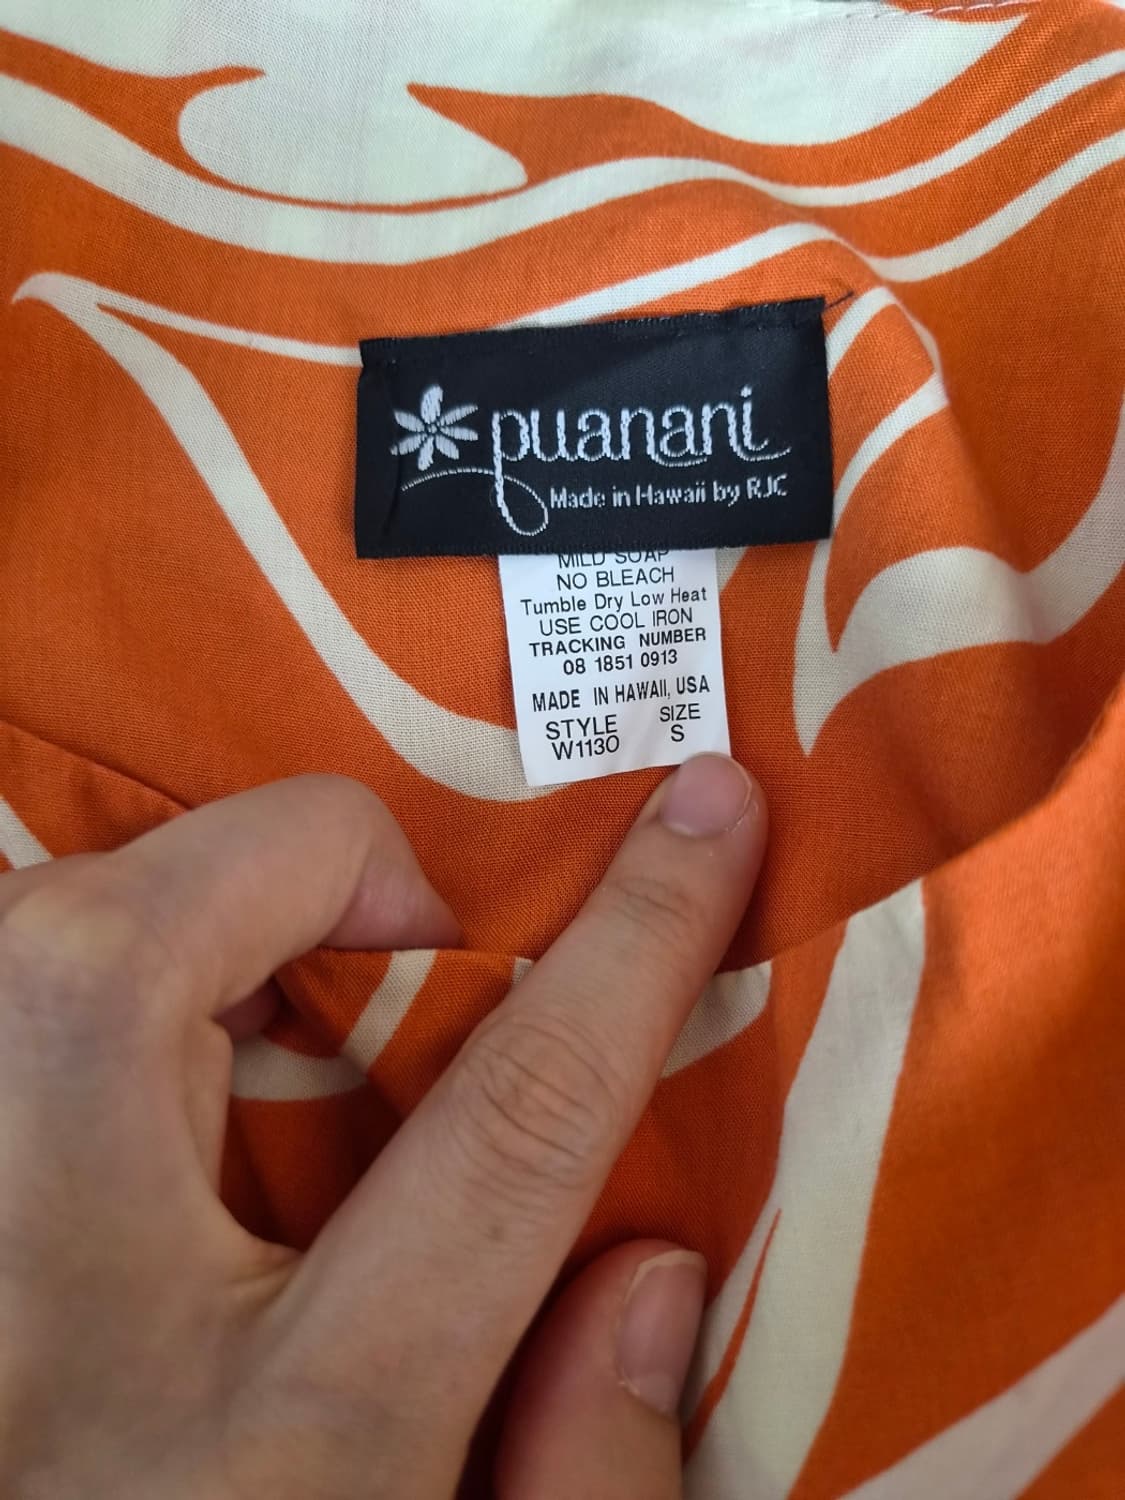 puanani
Made in Hawaii by RJC
MILD SOAP
NO BLEACH
Tumble Dry Low Heat
USE COOL IRON
TRACKING NUMBER
08 1851 0913
MADE IN HAWAII, USA
STYLE SIZE
W1130 S